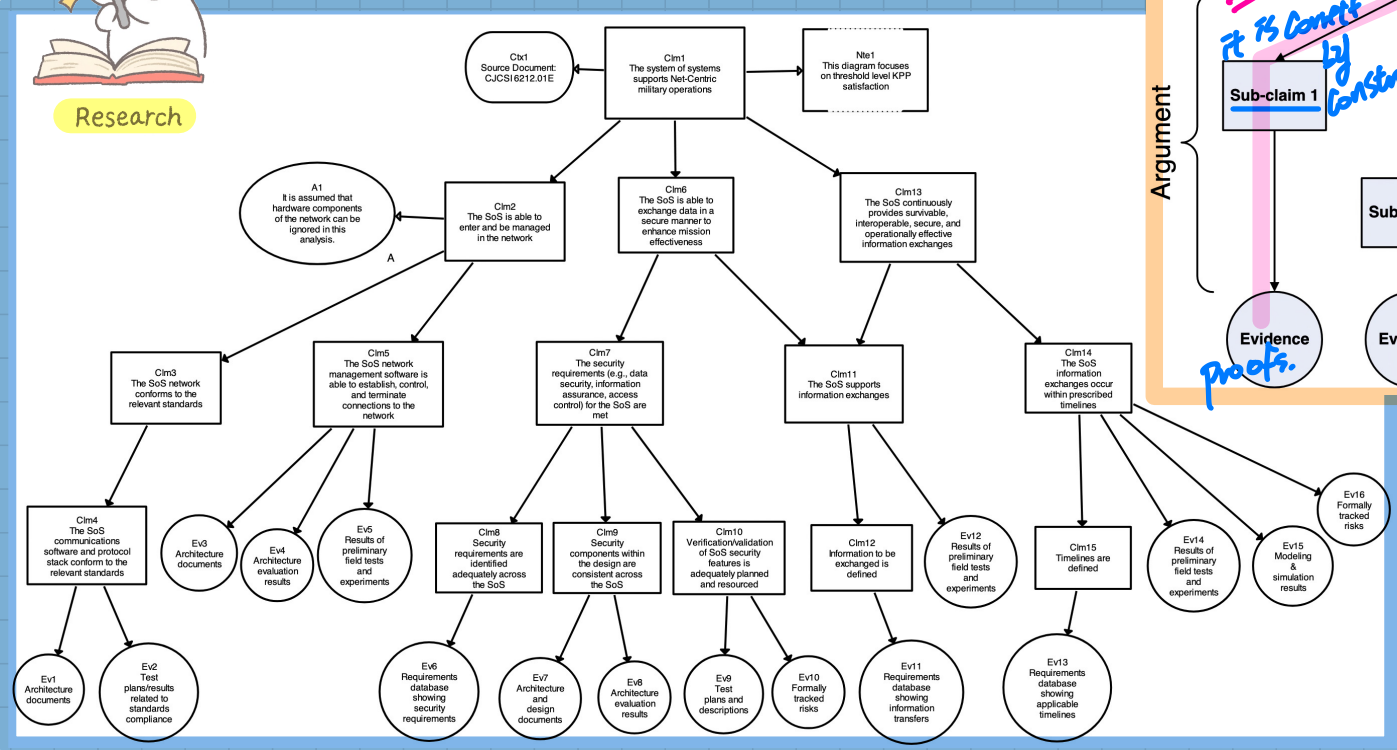 Research
Ctx1
Source Document:
CJCSI 6212.01E
Clm1
The system of systems
supports Net-Centric
military operations
Nte1
This diagram focuses
on threshold level KPP
satisfaction
A1
It is assumed that
hardware components
of the network can be
ignored in this
analysis.
Clm2
The SoS is able to
enter and be managed
in the network
A
Clm6
The SoS is able to
exchange data in a
secure manner to
enhance mission
effectiveness
Clm13
The SoS continuously
provides survivable,
interoperable, secure, and
operationally effective
information exchanges
Clm3
The SoS network
conforms to the
relevant standards
Clm5
The SoS network
management software is
able to establish, control,
and terminate
connections to the
network
Clm7
The security
requirements (e.g., data
security, information
assurance, access
control) for the SoS are
met
Clm11
The SoS supports
information exchanges
Clm14
The SoS
information
exchanges occur
within prescribed
timelines
Clm4
The SoS
communications
software and protocol
stack conform to the
relevant standards
Ev3
Architecture
documents
Ev4
Architecture
evaluation
results
Ev5
Results of
preliminary
field tests
and
experiments
Clm8
Security
requirements are
identified
adequately across
the SoS
Clm9
Security
components within
the design are
consistent across
the SoS
Clm10
Verification/validation
of SoS security
features is
adequately planned
and resourced
Clm12
Information to be
exchanged is
defined
Ev12
Results of
preliminary
field tests
and
experiments
Clm15
Timelines are
defined
Ev14
Results of
preliminary
field tests
and
experiments
Ev15
Modeling
&
simulation
results
Ev16
Formally
tracked
risks
Ev1
Architecture
documents
Ev2
Test
plans/results
related to
standards
compliance
Ev6
Requirements
database
showing
security
requirements
Ev7
Architecture
and
design
documents
Ev8
Architecture
evaluation
results
Ev9
Test
plans and
descriptions
Ev10
Formally
tracked
risks
Ev11
Requirements
database
showing
information
transfers
Ev13
Requirements
database
showing
applicable
timelines
Argument
it is
by
Sub-claim 1
Sub
Evidence
Ev
proofs.